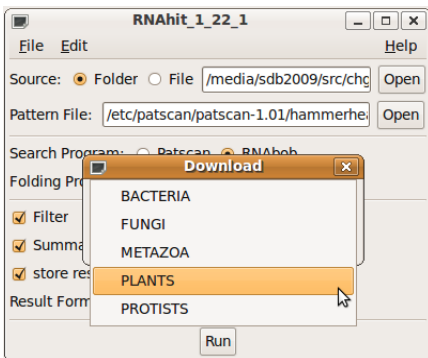 RNAhit_1_22_1
File Edit Help
Source: Folder File /media/sdb2009/src/chg Open
Pattern File: /etc/patscan/patscan-1.01/hammerhea Open
Search Program: Patscan RNAbob
Download
Folding Pro
BACTERIA
Filter
FUNGI
Summa
METAZOA
store res
PLANTS
Result Form
PROTISTS
Run